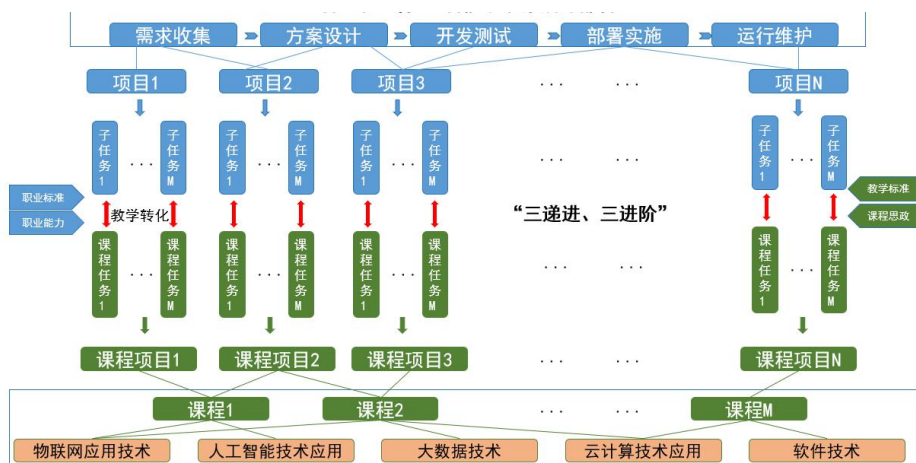 需求收集
方案设计
开发测试
部署实施
运行维护
项目1
项目2
项目3
... ...
项目N
子任务1
...
子任务M
子任务1
...
子任务M
子任务1
...
子任务M
... ...
子任务1
...
子任务M
职业标准
职业能力
教学转化
“三递进、三进阶”
教学标准
课程思政
课程任务1
...
课程任务M
课程任务1
...
课程任务M
课程任务1
...
课程任务M
... ...
课程任务1
...
课程任务M
课程项目1
课程项目2
课程项目3
... ...
课程项目N
课程1
课程2
... ...
课程M
物联网应用技术
人工智能技术应用
大数据技术
云计算技术应用
软件技术